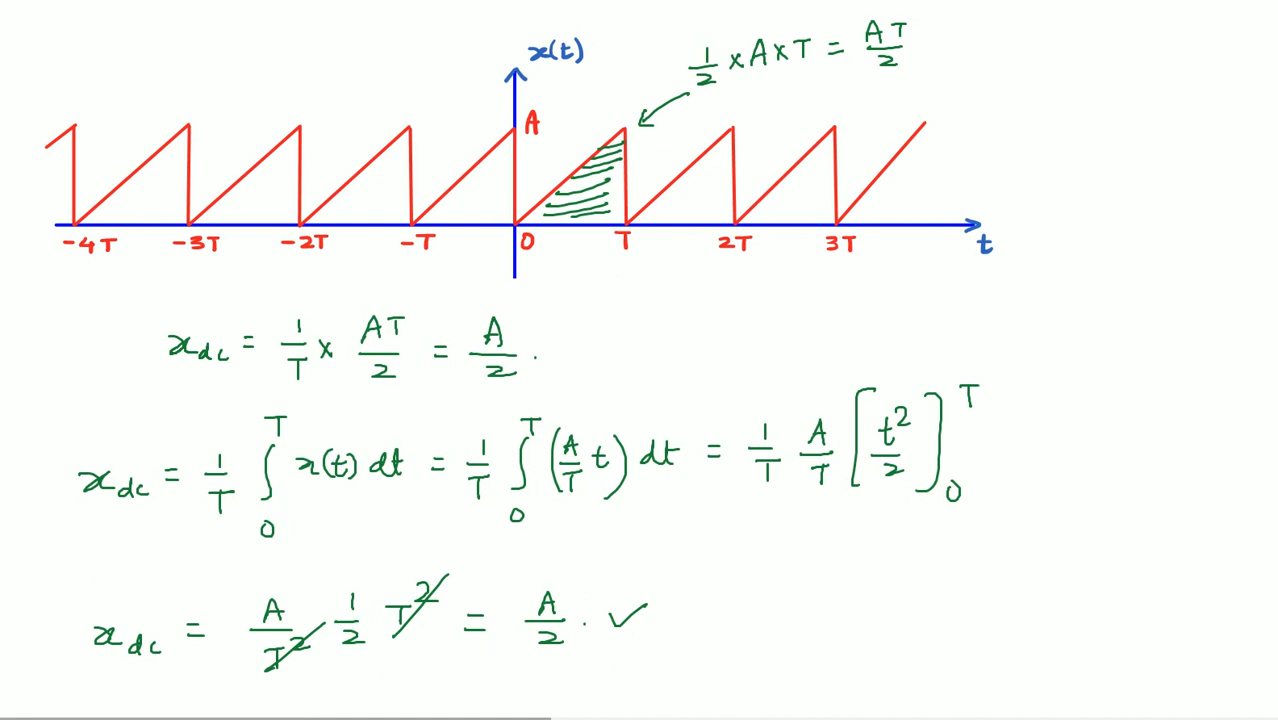 x(t)
1/2 × A × T = AT/2
A
-4T -3T -2T -T 0 T 2T 3T t
x_dc = 1/T × AT/2 = A/2 .
x_dc = 1/T ∫_0^T x(t) dt = 1/T ∫_0^T (A/T t) dt = 1/T A/T [t^2/2]_0^T
x_dc = A/T^2 1/2 T^2 = A/2 . ✓